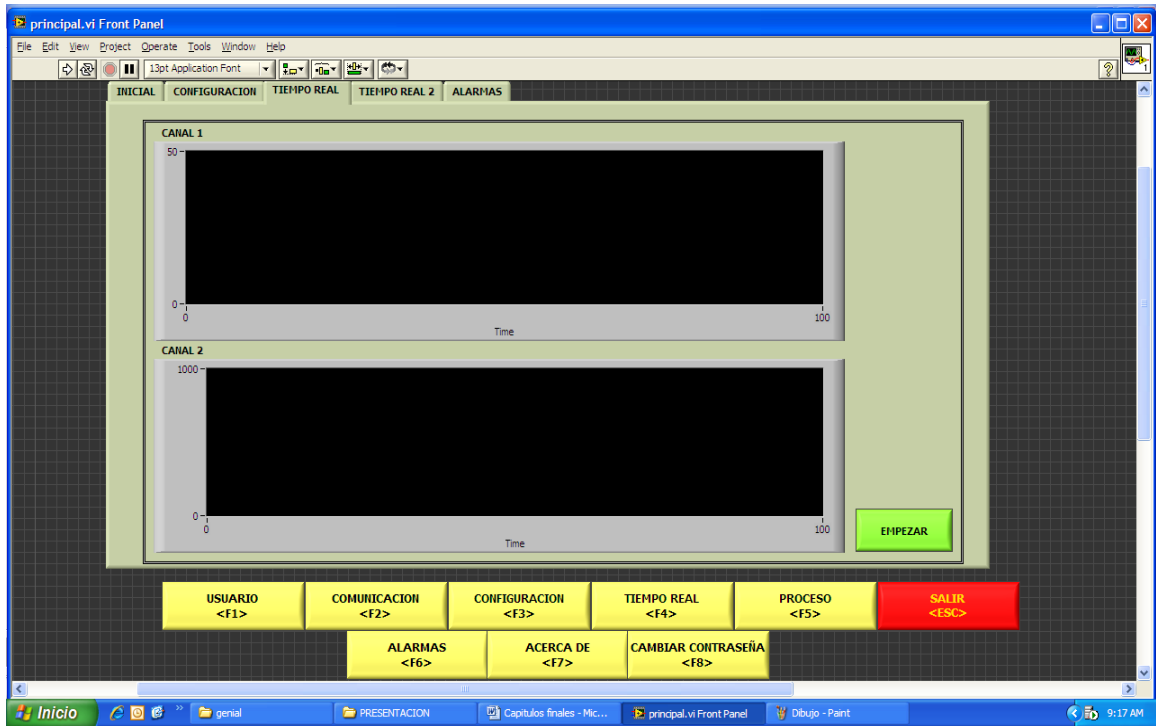 principal.vi Front Panel
File Edit View Project Operate Tools Window Help
13pt Application Font
1
INICIAL CONFIGURACION TIEMPO REAL TIEMPO REAL 2 ALARMAS
CANAL 1
50
0
0 100
Time
CANAL 2
1000
0
0 100
Time
EMPEZAR
USUARIO
<F1>
COMUNICACION
<F2>
CONFIGURACION
<F3>
TIEMPO REAL
<F4>
PROCESO
<F5>
SALIR
<ESC>
ALARMAS
<F6>
ACERCA DE
<F7>
CAMBIAR CONTRASEÑA
<F8>
Inicio genial PRESENTACION Capitulos finales - Mic... principal.vi Front Panel Dibujo - Paint 9:17 AM